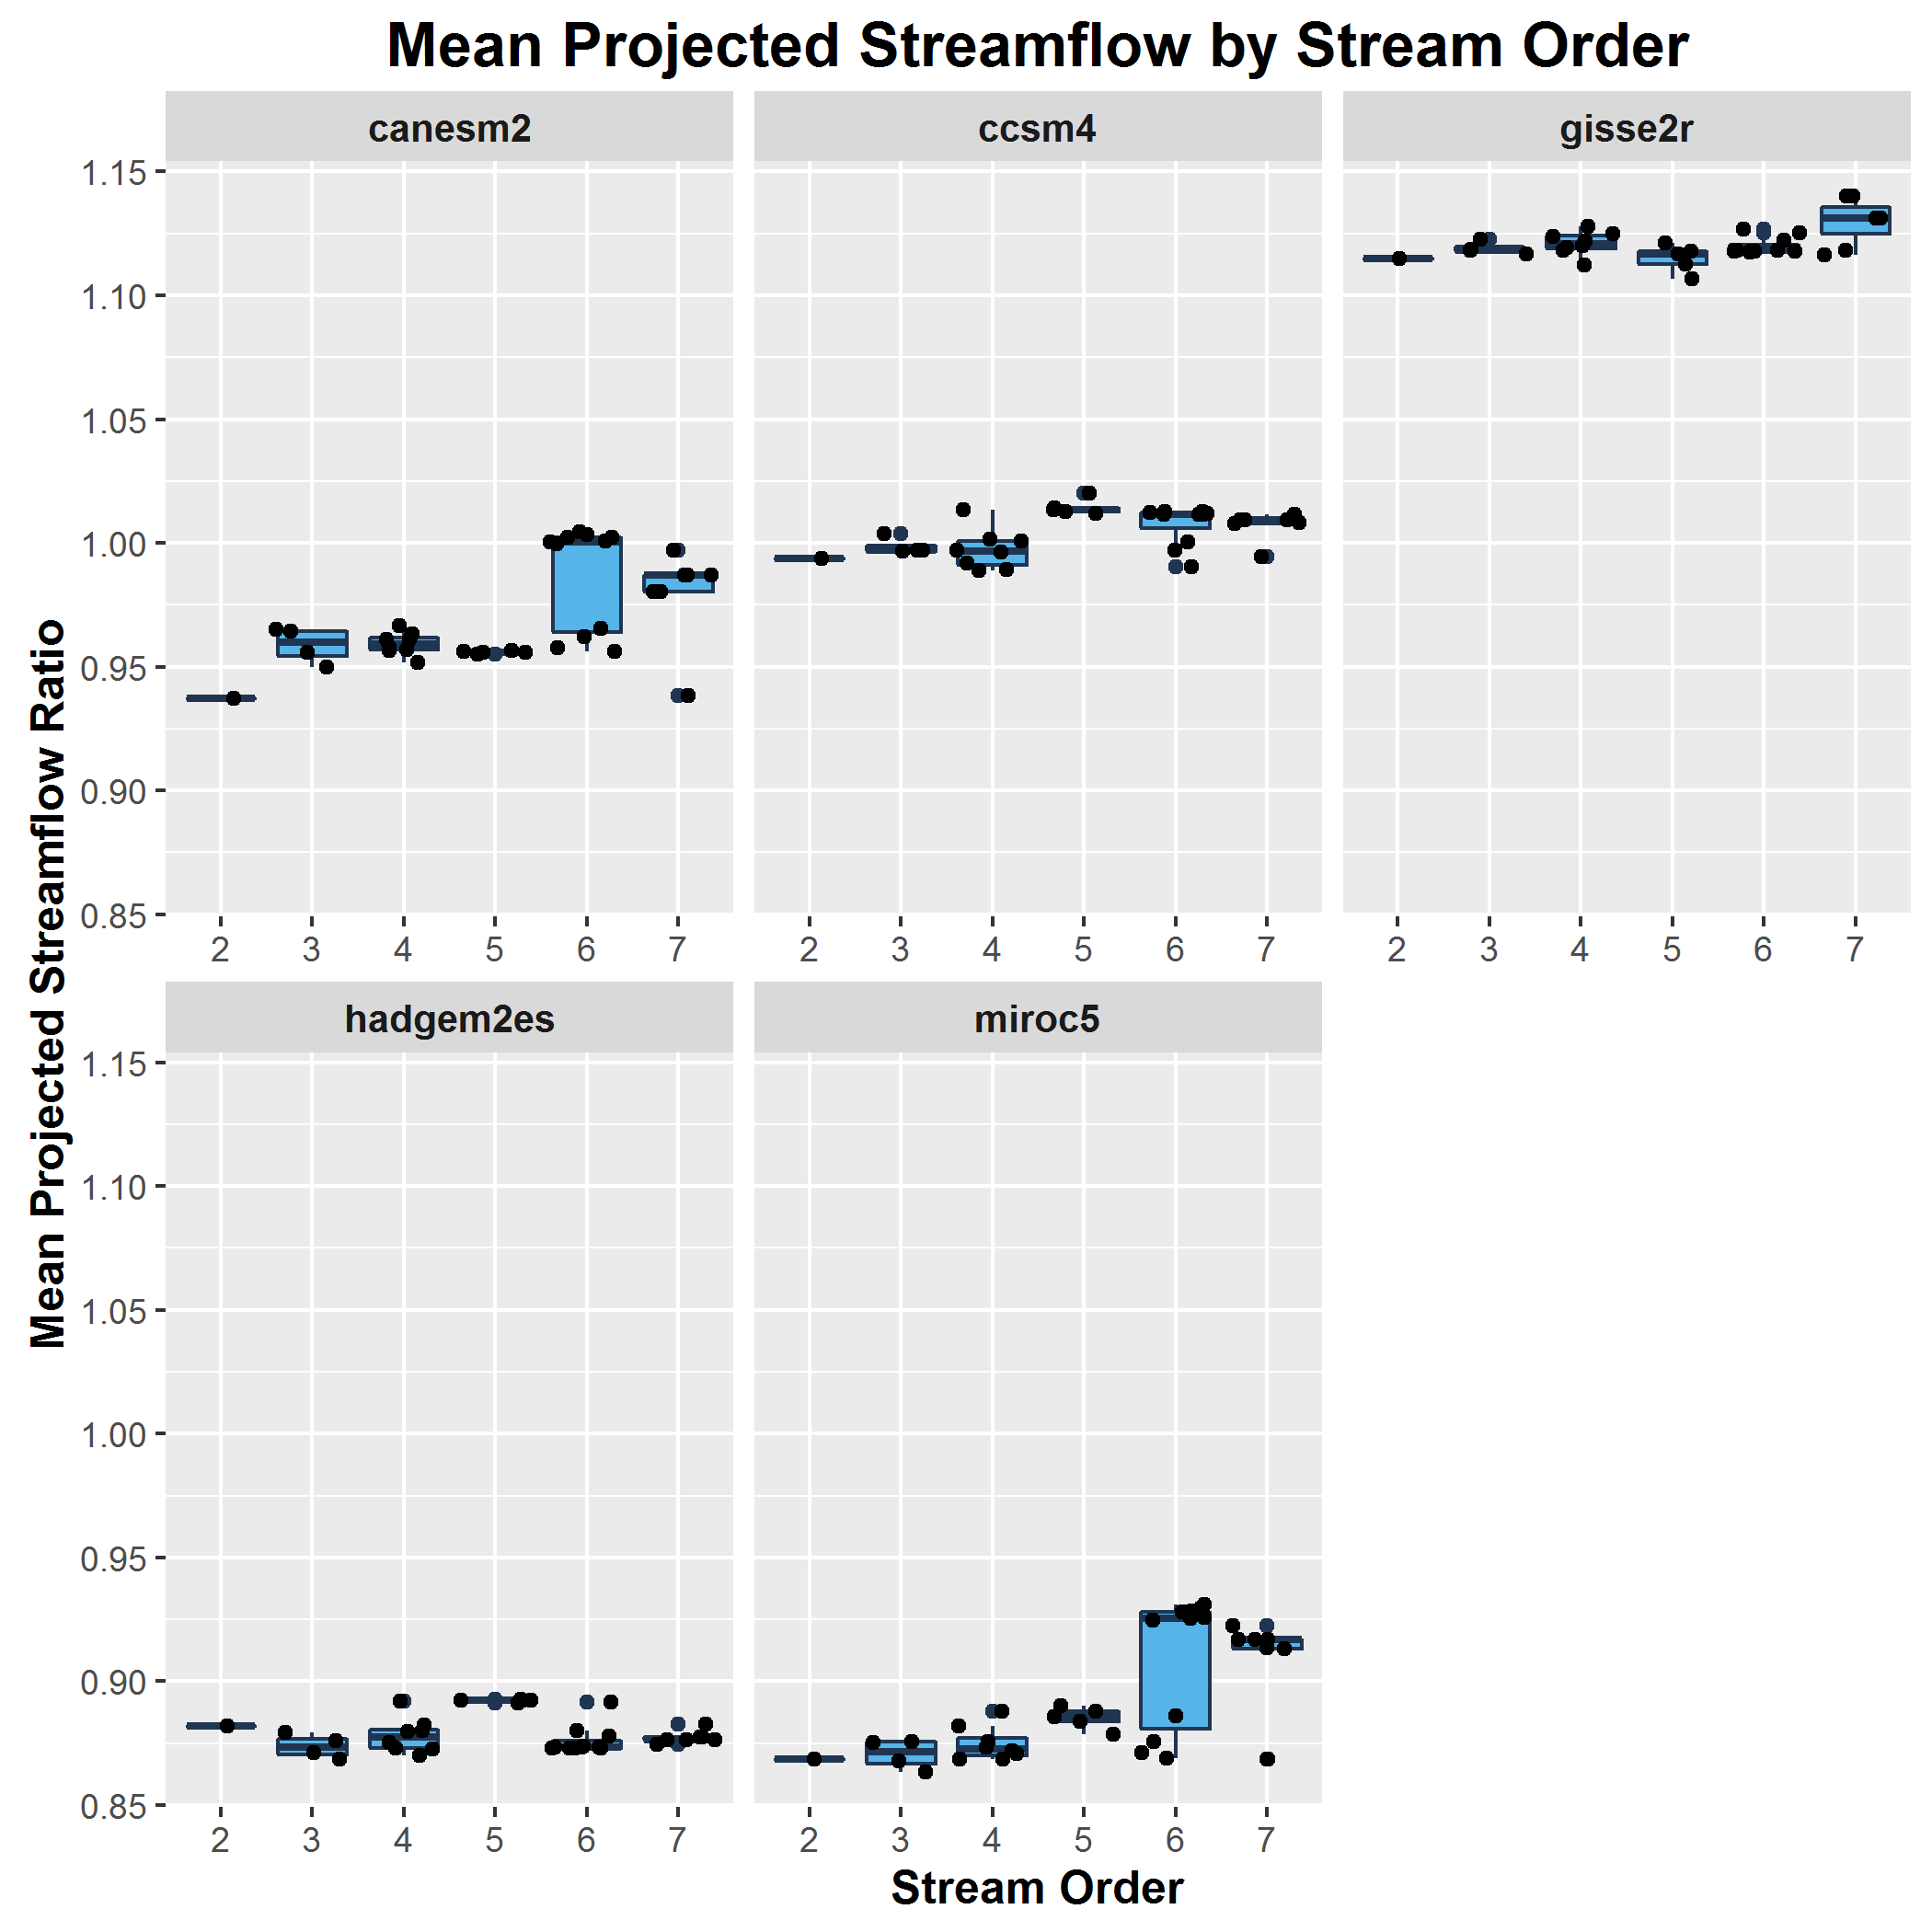 Mean Projected Streamflow by Stream Order
canesm2 ccsm4 gisse2r
1.15
1.10
1.05
1.00
0.95
0.90
0.85
2 3 4 5 6 7 2 3 4 5 6 7 2 3 4 5 6 7
Mean Projected Streamflow Ratio
hadgem2es miroc5
1.15
1.10
1.05
1.00
0.95
0.90
0.85
2 3 4 5 6 7 2 3 4 5 6 7
Stream Order